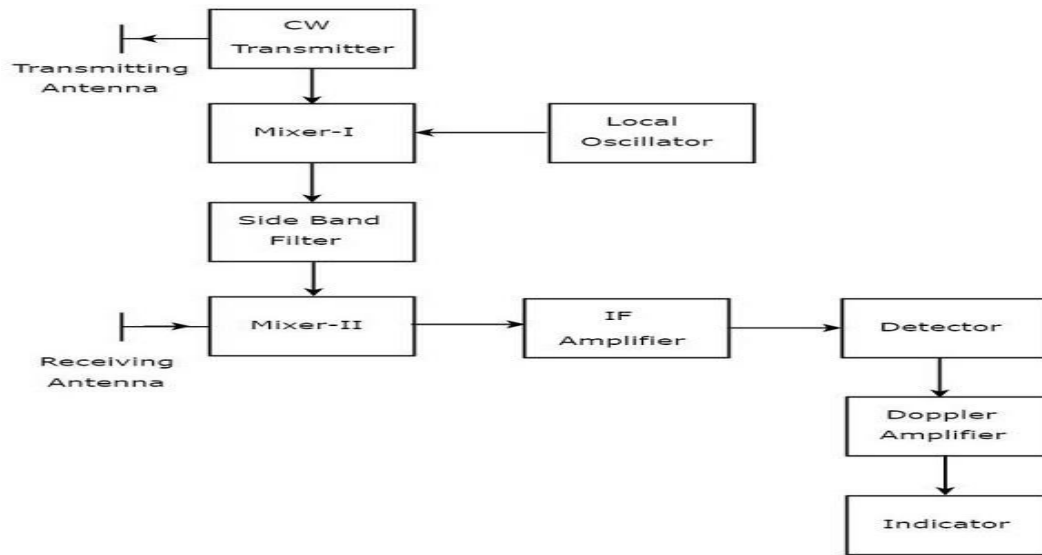 CW
Transmitter
Transmitting
Antenna
Mixer-I
Local
Oscillator
Side Band
Filter
Mixer-II
IF
Amplifier
Detector
Receiving
Antenna
Doppler
Amplifier
Indicator